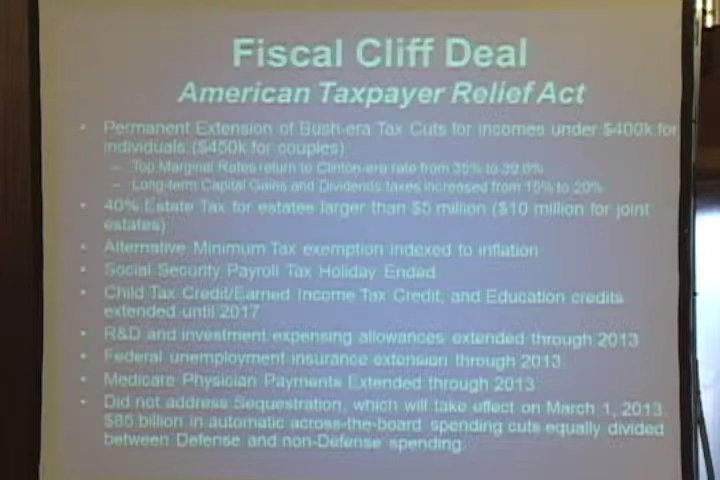 Fiscal Cliff Deal
American Taxpayer Relief Act
• Permanent Extension of Bush-era Tax Cuts for incomes under $400k for
individuals ($450k for couples)
– Top Marginal Rates return to Clinton-era rate from 35% to 39.6%
– Long-term Capital Gains and Dividends taxes increased from 15% to 20%
• 40% Estate Tax for estates larger than $5 million ($10 million for joint
estates)
• Alternative Minimum Tax exemption indexed to inflation
• Social Security Payroll Tax Holiday Ended
• Child Tax Credit/Earned Income Tax Credit, and Education credits
extended until 2017
• R&D and investment expensing allowances extended through 2013
• Federal unemployment insurance extension through 2013
• Medicare Physician Payments Extended through 2013
• Did not address Sequestration, which will take effect on March 1, 2013.
$85 billion in automatic across-the-board spending cuts equally divided
between Defense and non-Defense spending.